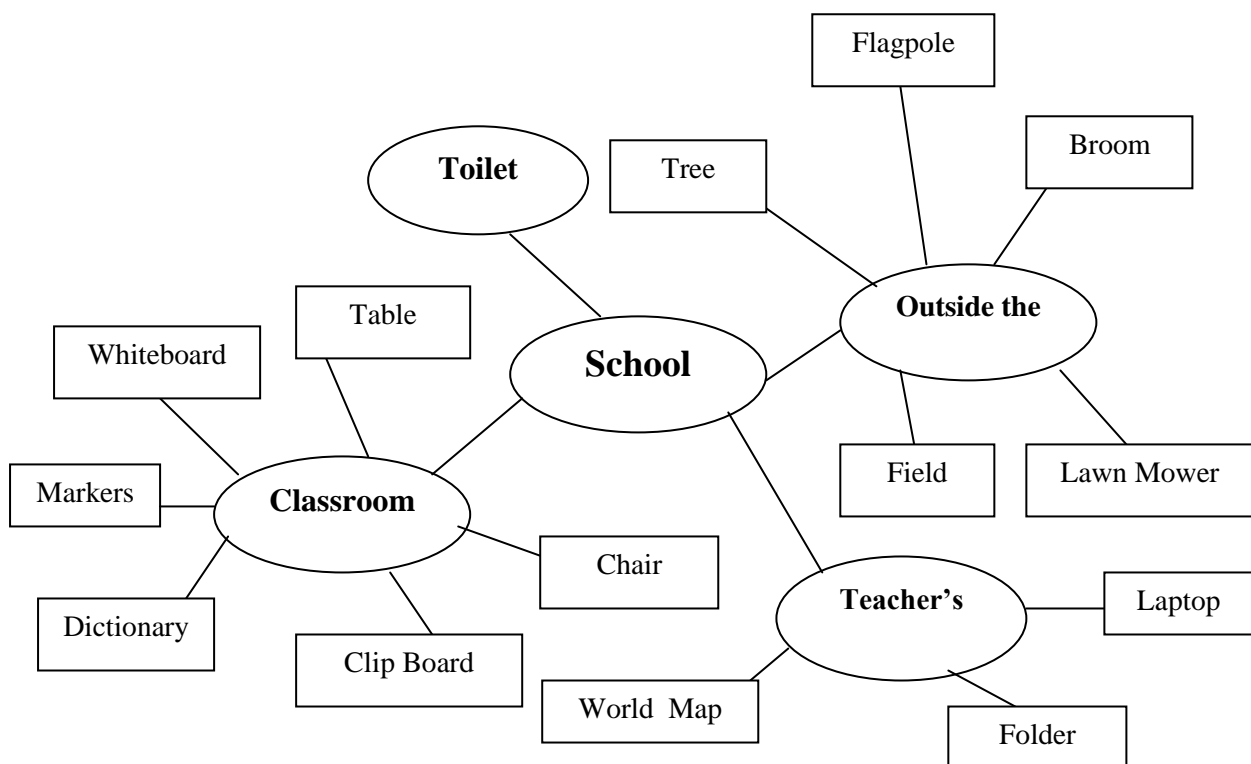 Flagpole
Broom
Toilet
Tree
Outside the
Table
Whiteboard
School
Field
Lawn Mower
Markers
Classroom
Chair
Teacher’s
Laptop
Dictionary
Clip Board
World Map
Folder